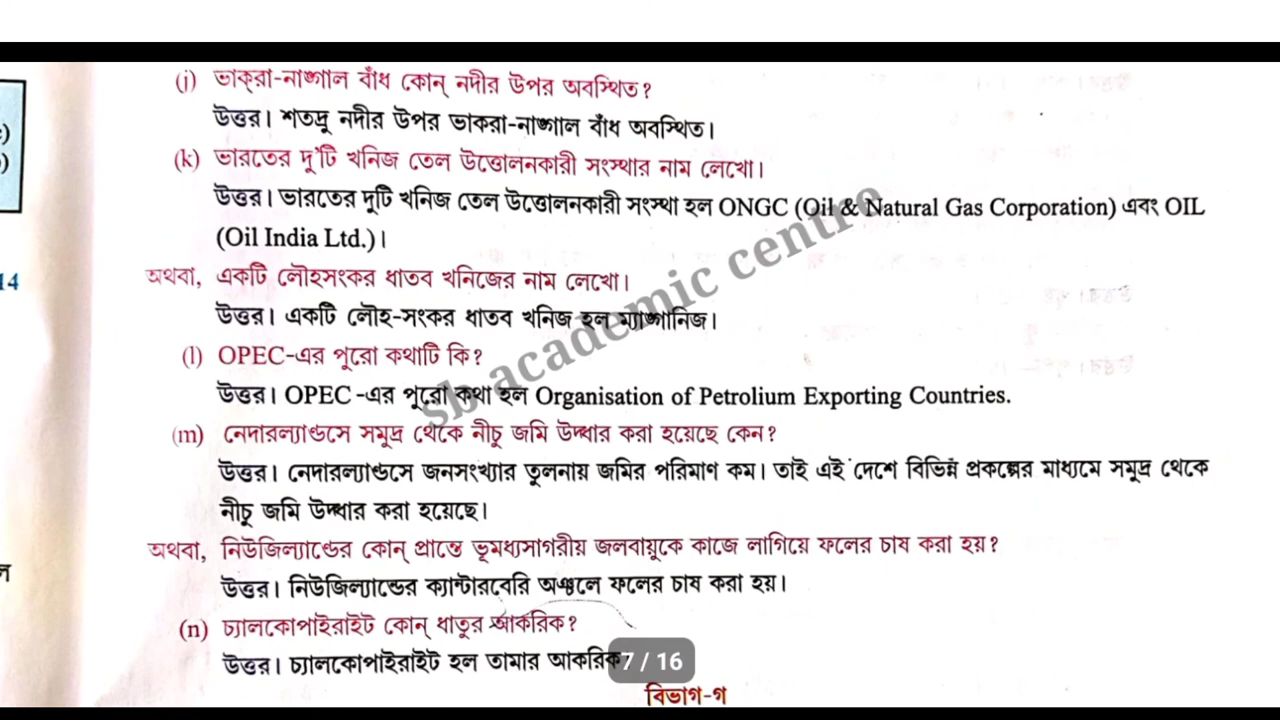 (j) ভাক্‌রা-নাঙ্গাল বাঁধ কোন্ নদীর উপর অবস্থিত?
উত্তর। শতদ্রু নদীর উপর ভাকরা-নাঙ্গাল বাঁধ অবস্থিত।
(k) ভারতের দু'টি খনিজ তেল উত্তোলনকারী সংস্থার নাম লেখো।
উত্তর। ভারতের দুটি খনিজ তেল উত্তোলনকারী সংস্থা হল ONGC (Oil & Natural Gas Corporation) এবং OIL
(Oil India Ltd.)।
14
অথবা, একটি লৌহসংকর ধাতব খনিজের নাম লেখো।
উত্তর। একটি লৌহ-সংকর ধাতব খনিজ হল ম্যাঙ্গানিজ।
(l) OPEC-এর পুরো কথাটি কি?
উত্তর। OPEC -এর পুরো কথা হল Organisation of Petrolium Exporting Countries.
(m) নেদারল্যান্ডসে সমুদ্র থেকে নীচু জমি উদ্ধার করা হয়েছে কেন?
উত্তর। নেদারল্যান্ডসে জনসংখ্যার তুলনায় জমির পরিমাণ কম। তাই এই দেশে বিভিন্ন প্রকল্পের মাধ্যমে সমুদ্র থেকে
নীচু জমি উদ্ধার করা হয়েছে।
অথবা, নিউজিল্যান্ডের কোন্ প্রান্তে ভূমধ্যসাগরীয় জলবায়ুকে কাজে লাগিয়ে ফলের চাষ করা হয়?
উত্তর। নিউজিল্যান্ডের ক্যান্টারবেরি অঞ্চলে ফলের চাষ করা হয়।
(n) চ্যালকোপাইরাইট কোন্ ধাতুর আকরিক?
উত্তর। চ্যালকোপাইরাইট হল তামার আকরিক
7 / 16
বিভাগ-গ
sb academic centre